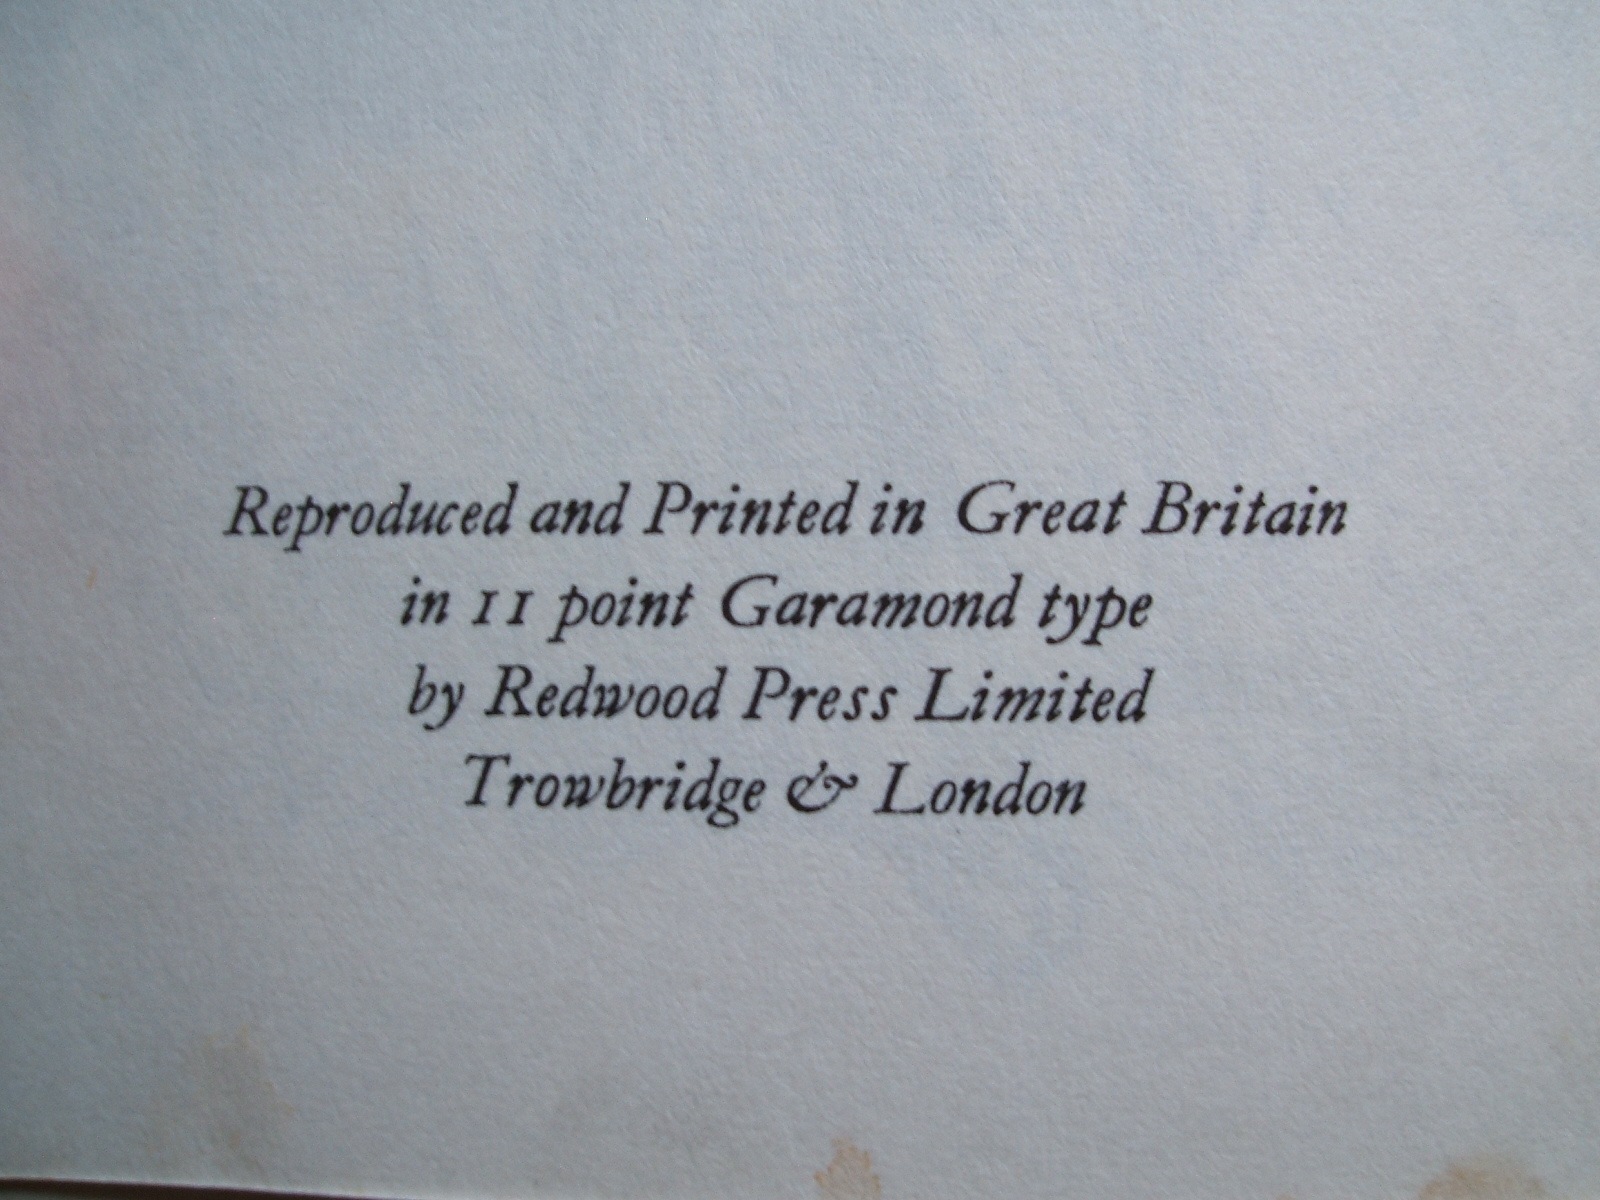 Reproduced and Printed in Great Britain
in 11 point Garamond type
by Redwood Press Limited
Trowbridge & London